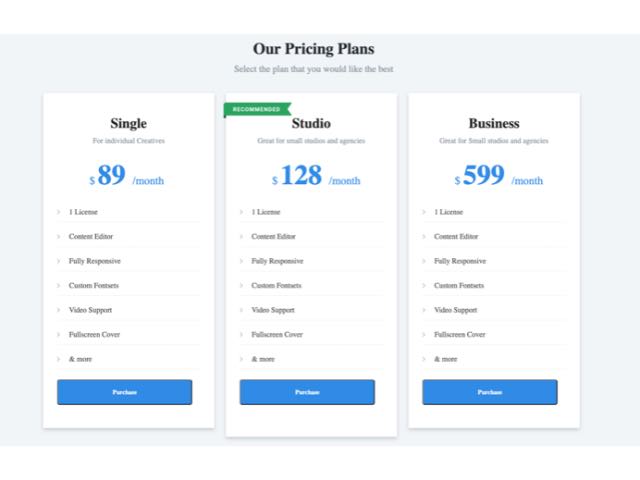 Our Pricing Plans
Select the plan that you would like the best
Single
For individual Creatives
$ 89 /month
1 License
Content Editor
Fully Responsive
Custom Fontsets
Video Support
Fullscreen Cover
& more
Purchase
RECOMMENDED
Studio
Great for small studios and agencies
$ 128 /month
1 License
Content Editor
Fully Responsive
Custom Fontsets
Video Support
Fullscreen Cover
& more
Purchase
Business
Great for Small studios and agencies
$ 599 /month
1 License
Content Editor
Fully Responsive
Custom Fontsets
Video Support
Fullscreen Cover
& more
Purchase